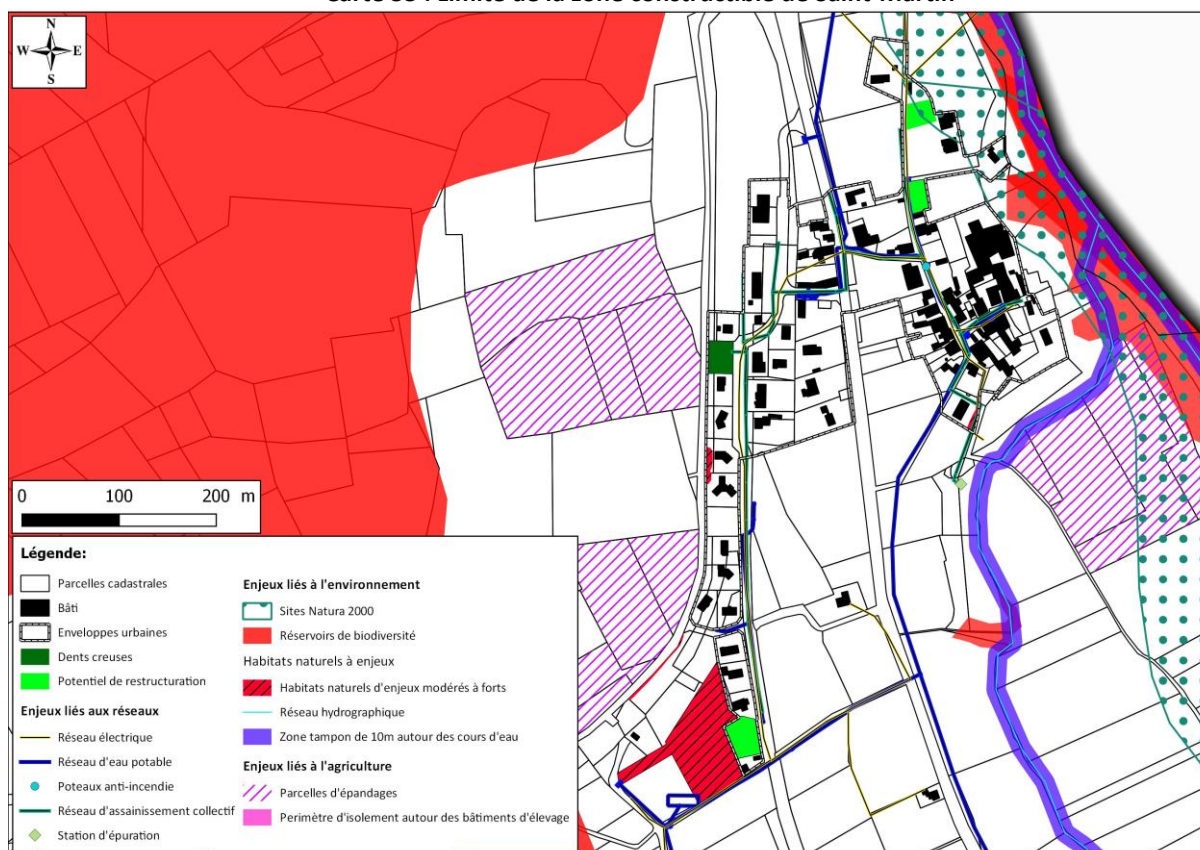 N
W E
S
0 100 200 m
Légende:
Parcelles cadastrales
Bâti
Enveloppes urbaines
Dents creuses
Potentiel de restructuration
Enjeux liés aux réseaux
Réseau électrique
Réseau d'eau potable
Poteaux anti-incendie
Réseau d'assainissement collectif
Station d'épuration
Enjeux liés à l'environnement
Sites Natura 2000
Réservoirs de biodiversité
Habitats naturels à enjeux
Habitats naturels d'enjeux modérés à forts
Réseau hydrographique
Zone tampon de 10m autour des cours d'eau
Enjeux liés à l'agriculture
Parcelles d'épandages
Perimètre d'isolement autour des bâtiments d'élevage